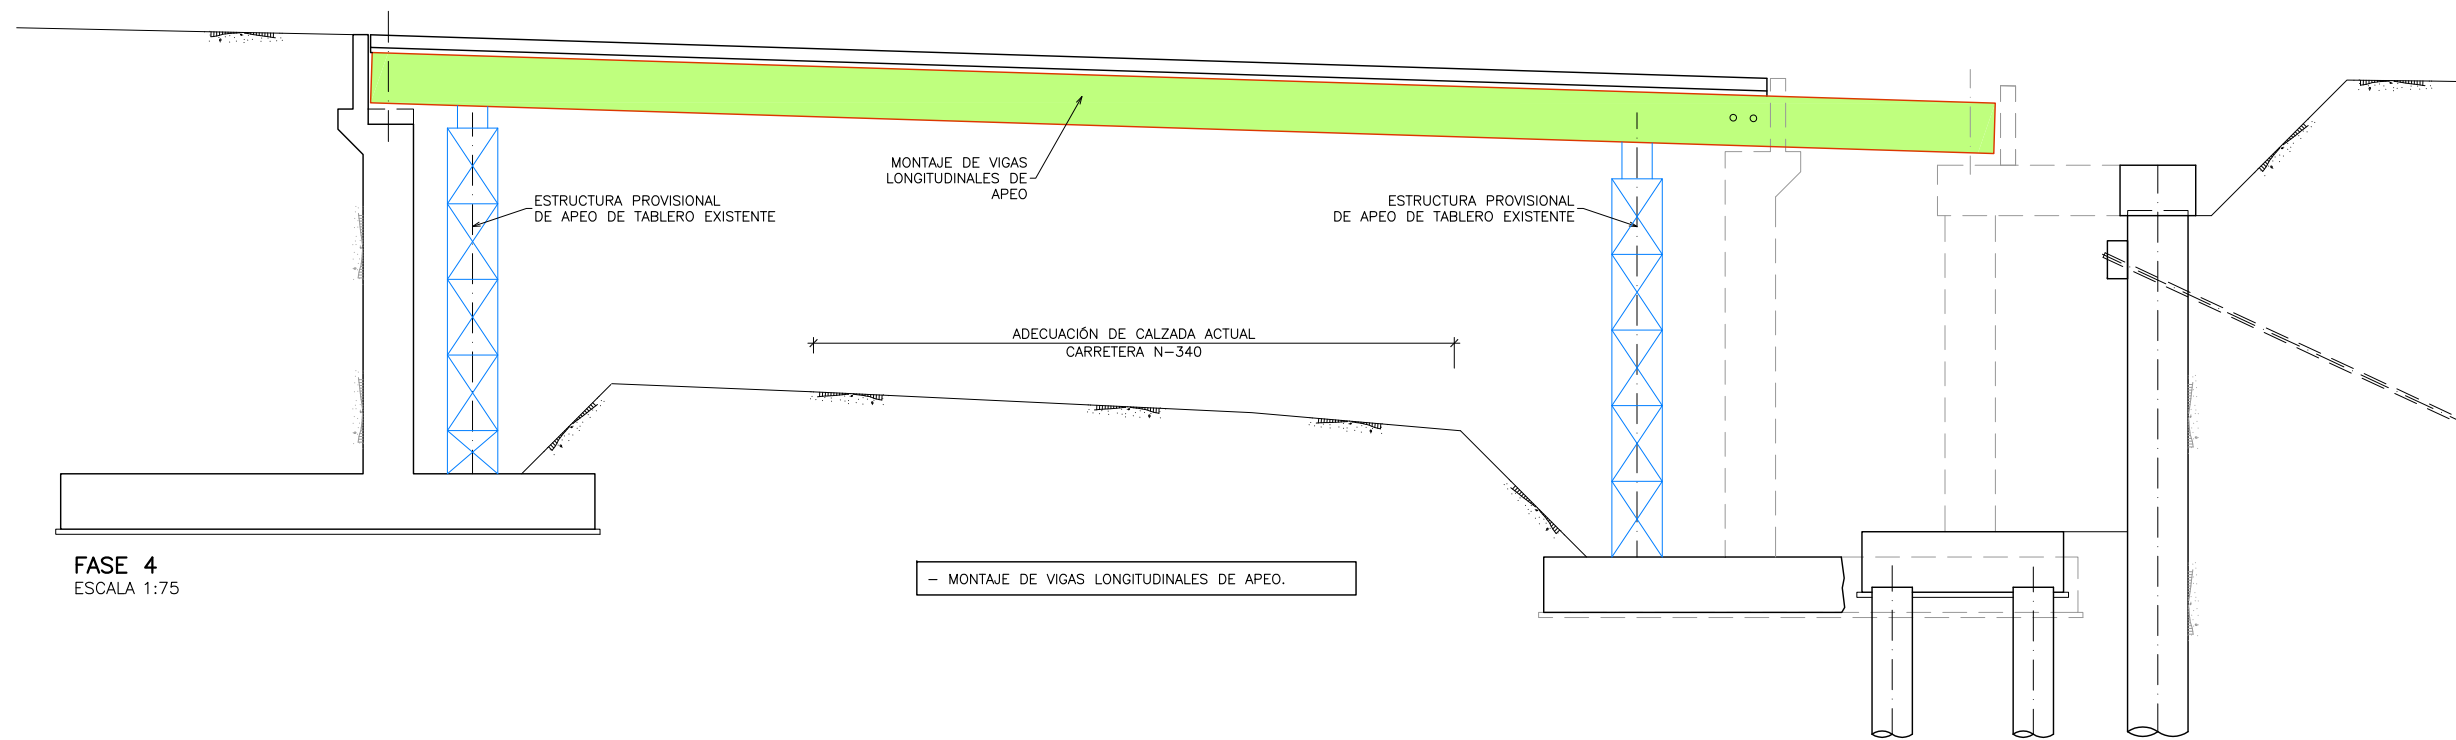 MONTAJE DE VIGAS
LONGITUDINALES DE
APEO
ESTRUCTURA PROVISIONAL
DE APEO DE TABLERO EXISTENTE
ESTRUCTURA PROVISIONAL
DE APEO DE TABLERO EXISTENTE
ADECUACIÓN DE CALZADA ACTUAL
CARRETERA N-340
FASE 4
ESCALA 1:75
- MONTAJE DE VIGAS LONGITUDINALES DE APEO.